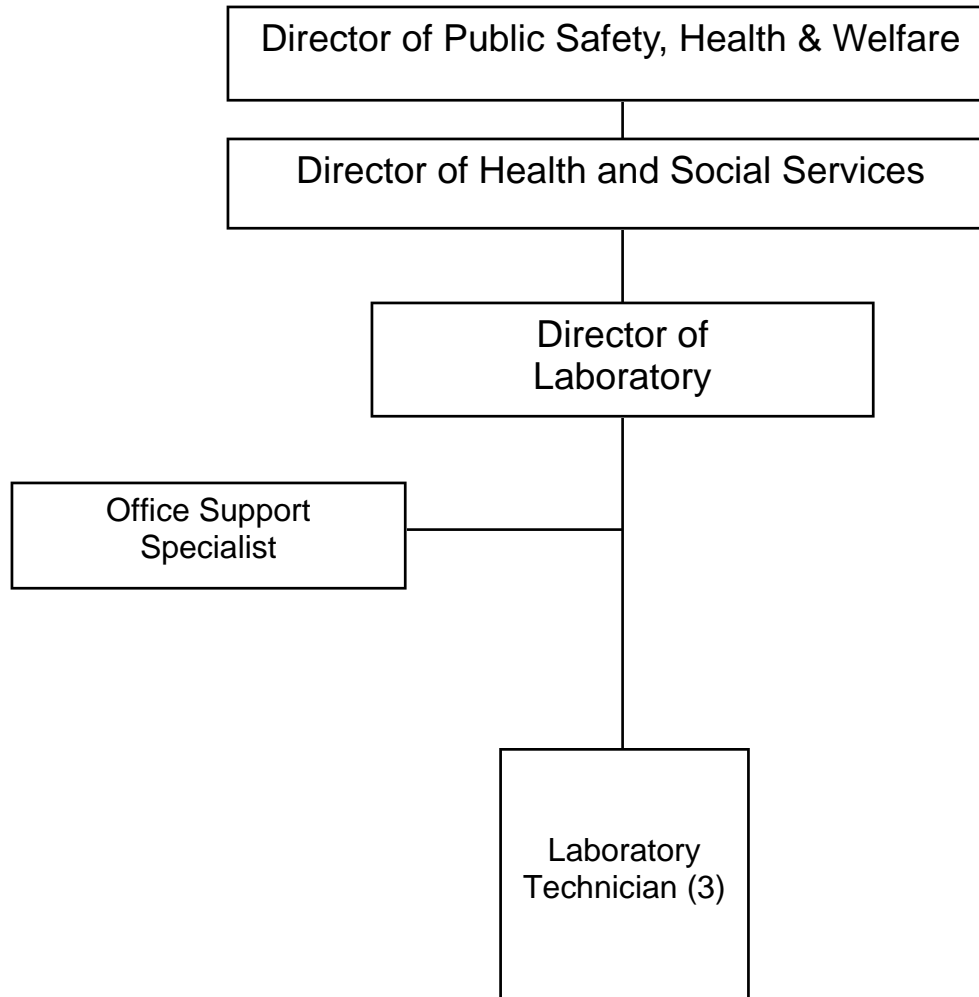 Director of Public Safety, Health & Welfare
Director of Health and Social Services
Director of
Laboratory
Office Support
Specialist
Laboratory
Technician (3)